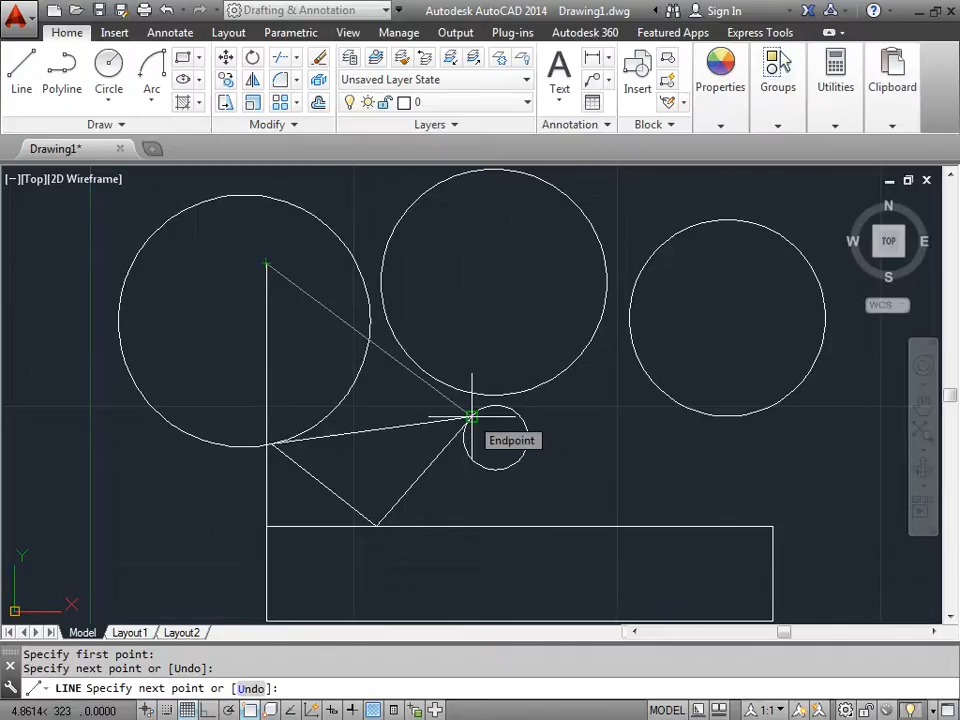 Drafting & Annotation
Autodesk AutoCAD 2014 Drawing1.dwg
Sign In
Home Insert Annotate Layout Parametric View Manage Output Plug-ins Autodesk 360 Featured Apps Express Tools
Unsaved Layer State
0
Line Polyline Circle Arc
Text
Insert
Properties
Groups
Utilities
Clipboard
Draw
Modify
Layers
Annotation
Block
Drawing1*
[−][Top][2D Wireframe]
N
W TOP E
S
WCS
Endpoint
Y
X
Model Layout1 Layout2
Specify first point:
Specify next point or [Undo]:
LINE Specify next point or [Undo]:
4.8614< 323 , 0.0000
MODEL
1:1